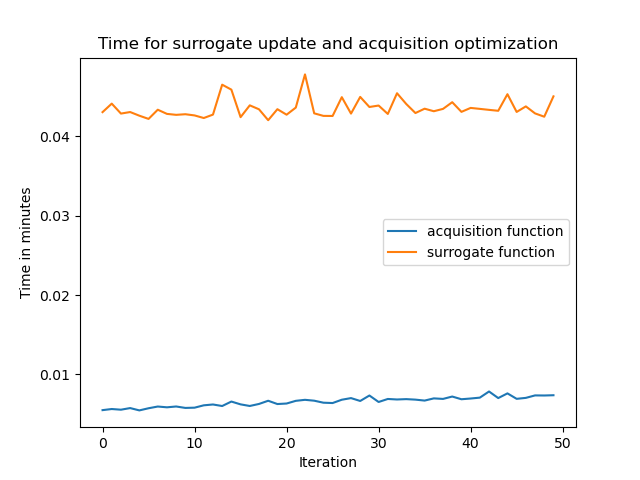 Time for surrogate update and acquisition optimization
0.04
0.03
0.02
0.01
Time in minutes
acquisition function
surrogate function
0 10 20 30 40 50
Iteration